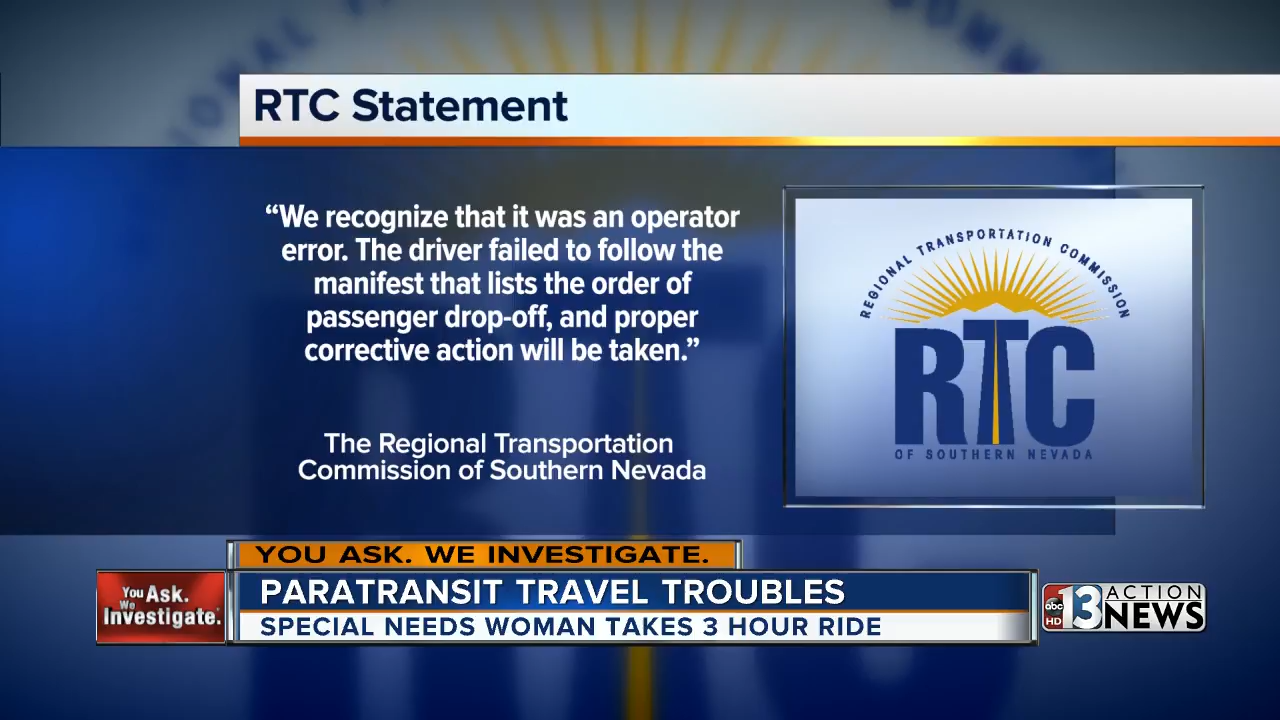 RTC Statement
“We recognize that it was an operator
error. The driver failed to follow the
manifest that lists the order of
passenger drop-off, and proper
corrective action will be taken.”
The Regional Transportation
Commission of Southern Nevada
REGIONAL TRANSPORTATION COMMISSION
RTC
OF SOUTHERN NEVADA
YOU ASK. WE INVESTIGATE.
You Ask.
We
Investigate.
PARATRANSIT TRAVEL TROUBLES
SPECIAL NEEDS WOMAN TAKES 3 HOUR RIDE
abc
HD
13
ACTION
NEWS